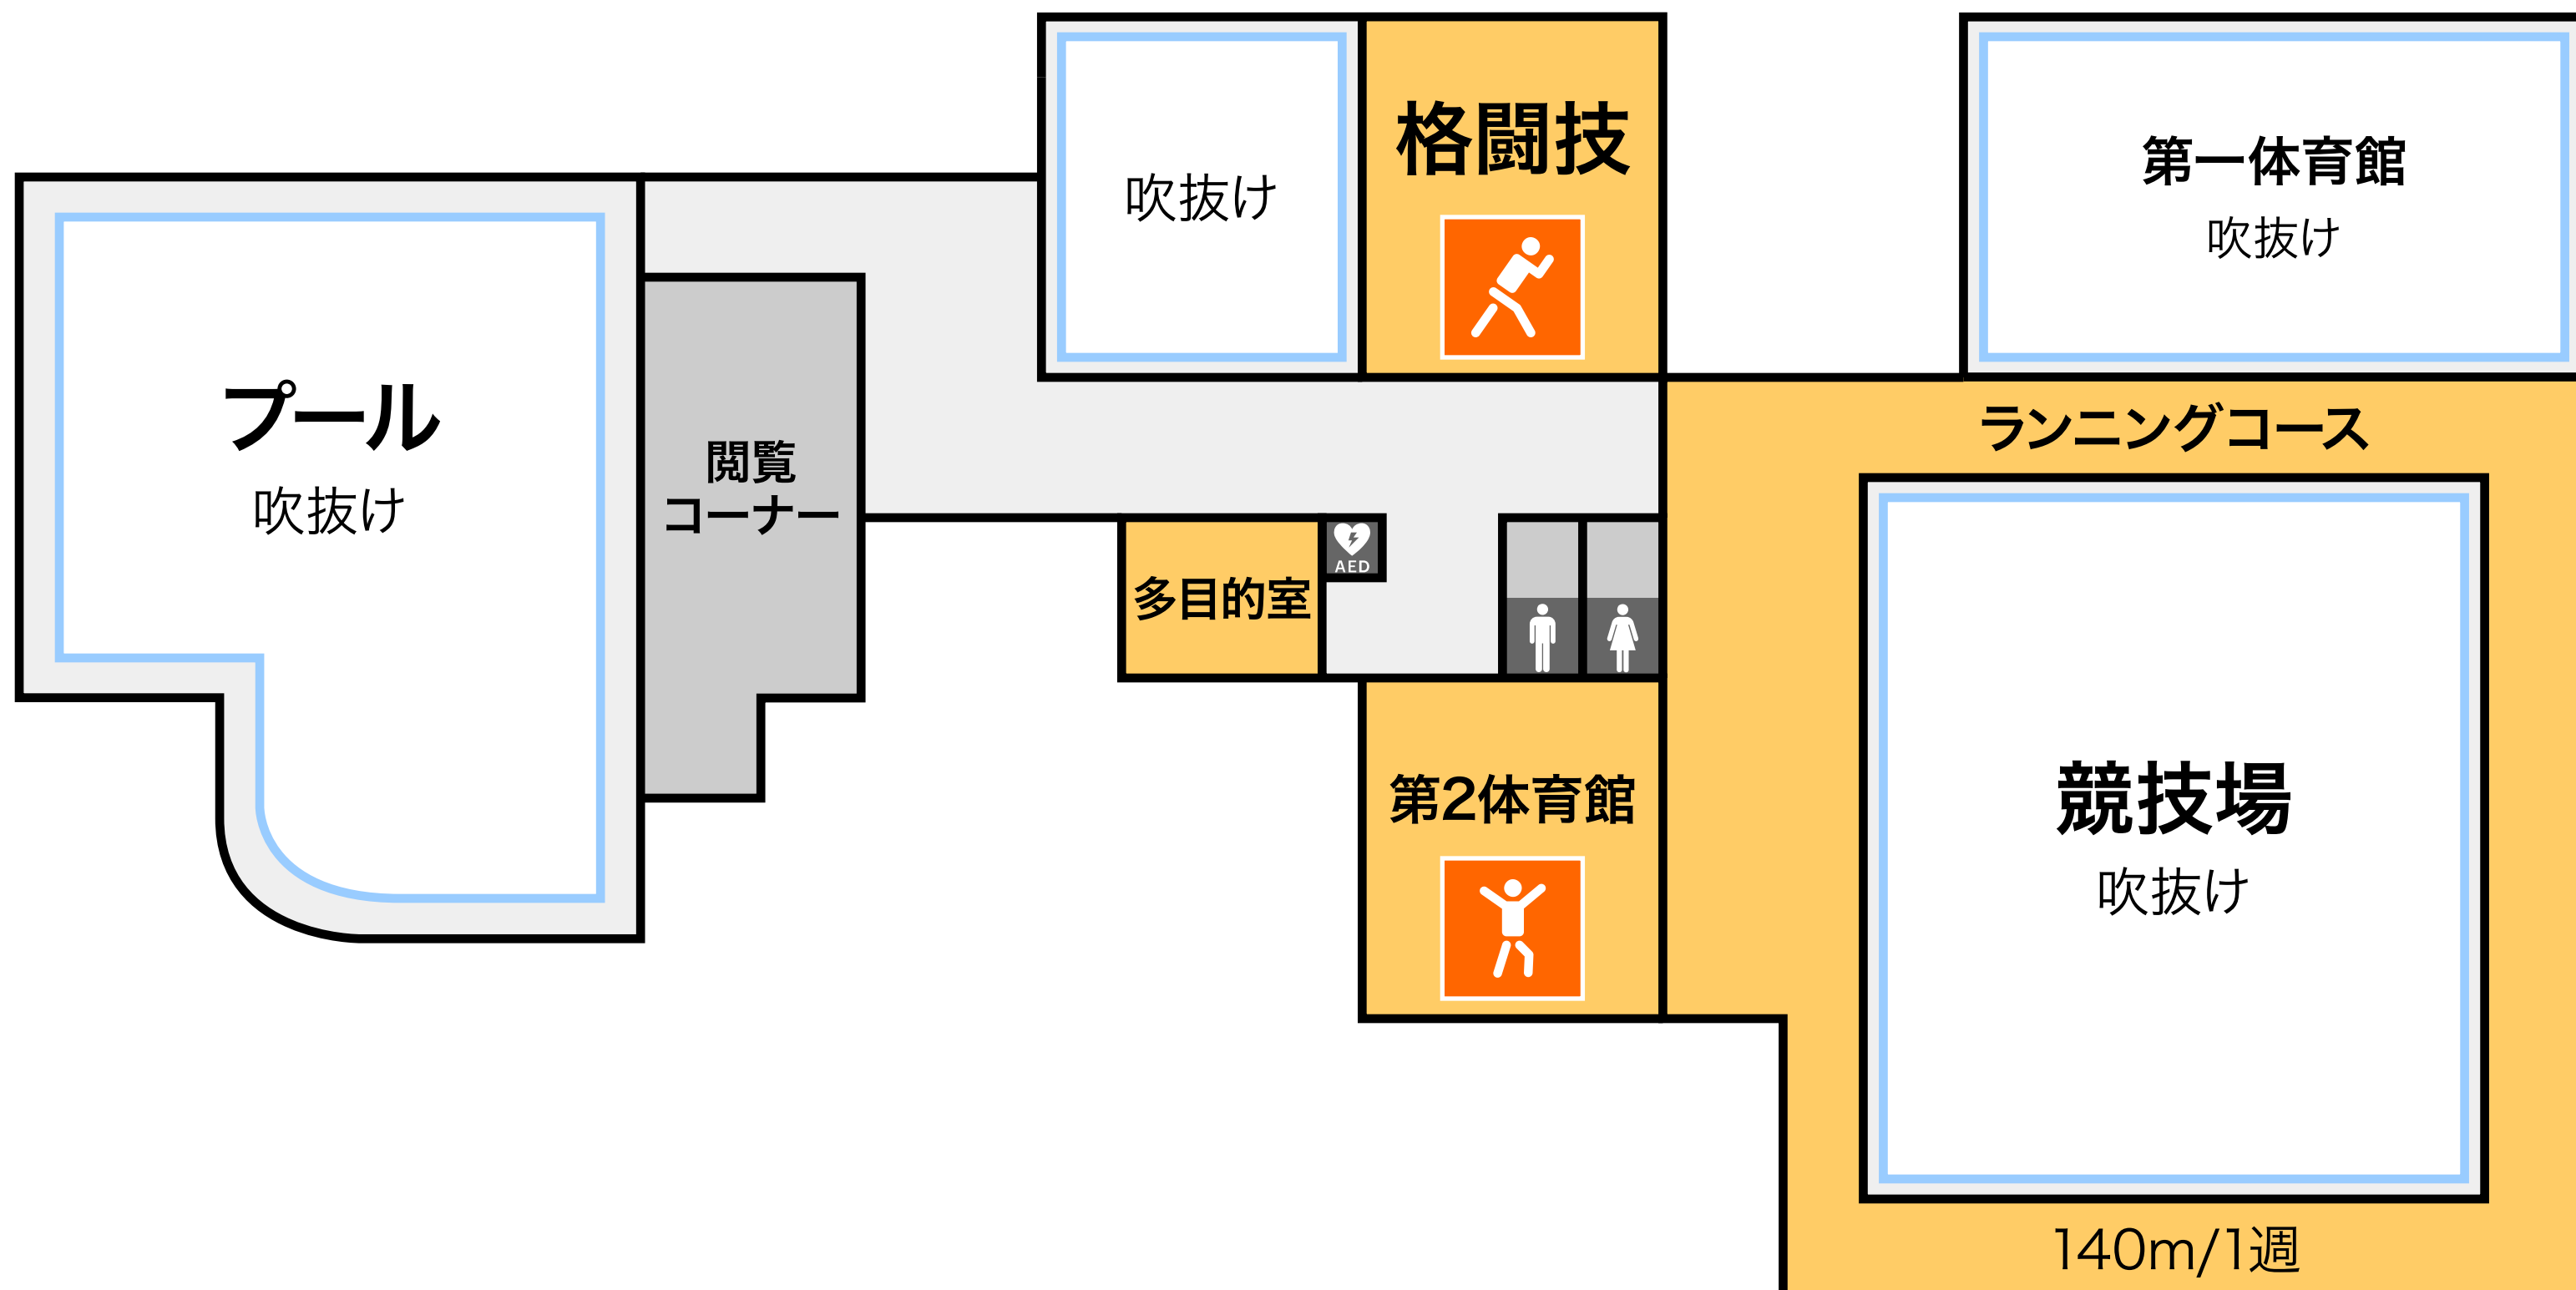 吹抜け
格闘技
第一体育館
吹抜け
プール
吹抜け
閲覧
コーナー
ランニングコース
多目的室
AED
第2体育館
競技場
吹抜け
140m/1週